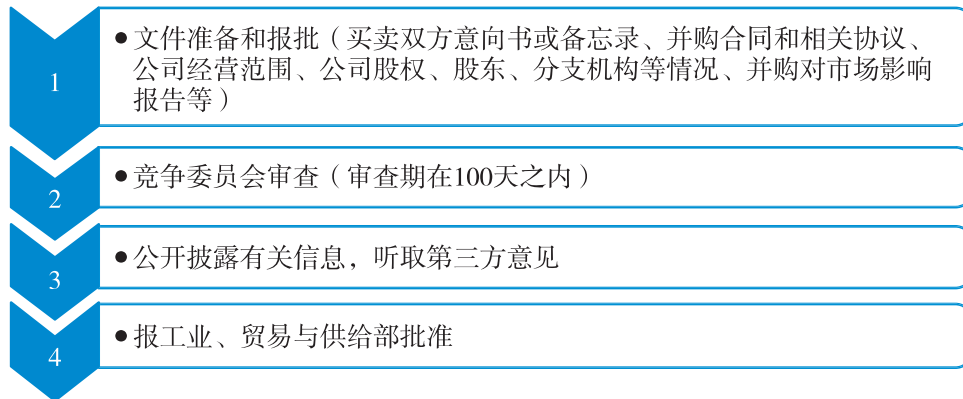 1
●文件准备和报批（买卖双方意向书或备忘录、并购合同和相关协议、
公司经营范围、公司股权、股东、分支机构等情况、并购对市场影响
报告等）
2
●竞争委员会审查（审查期在100天之内）
3
●公开披露有关信息，听取第三方意见
4
●报工业、贸易与供给部批准